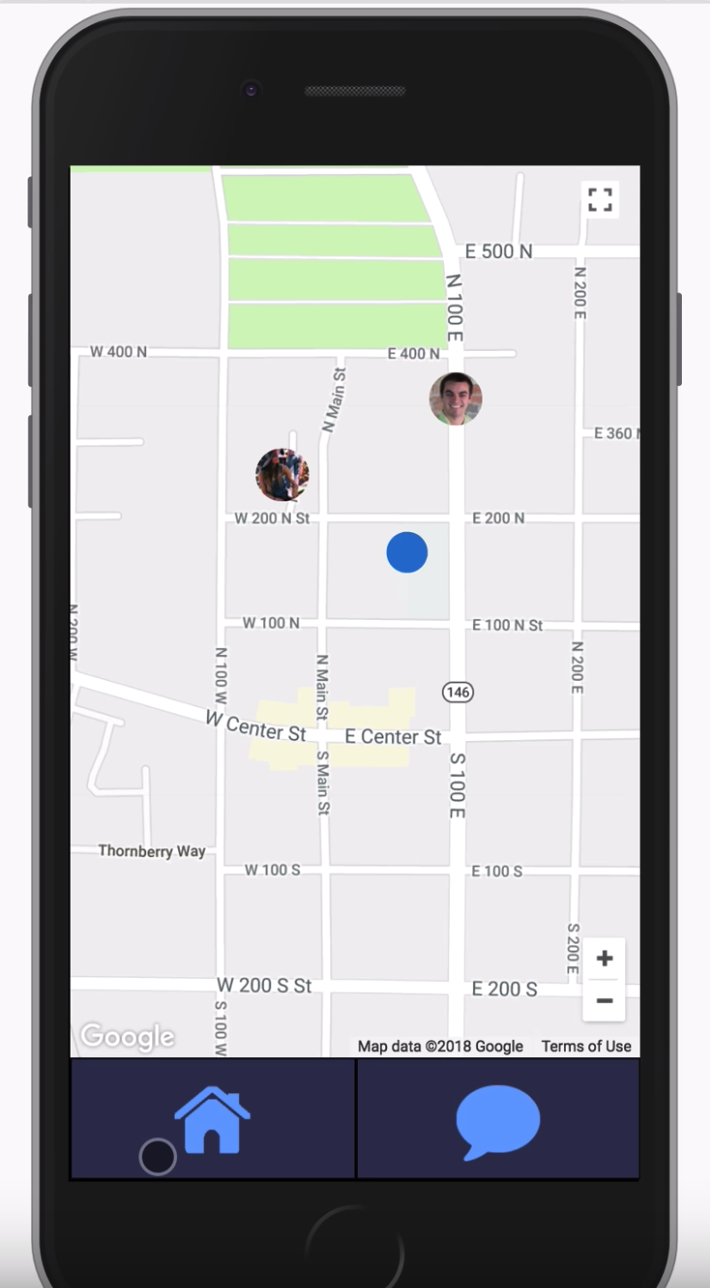 E 500 N
N 100 E
N 200 E
W 400 N
E 400 N
N Main St
E 360
W 200 N St
E 200 N
W 100 N
E 100 N St
N 200 W
N 100 W
N Main St
N 200 E
146
W Center St
E Center St
S Main St
S 100 E
Thornberry Way
W 100 S
E 100 S
S 200 E
+
W 200 S St
E 200 S
−
S 100 W
Google
Map data ©2018 Google
Terms of Use